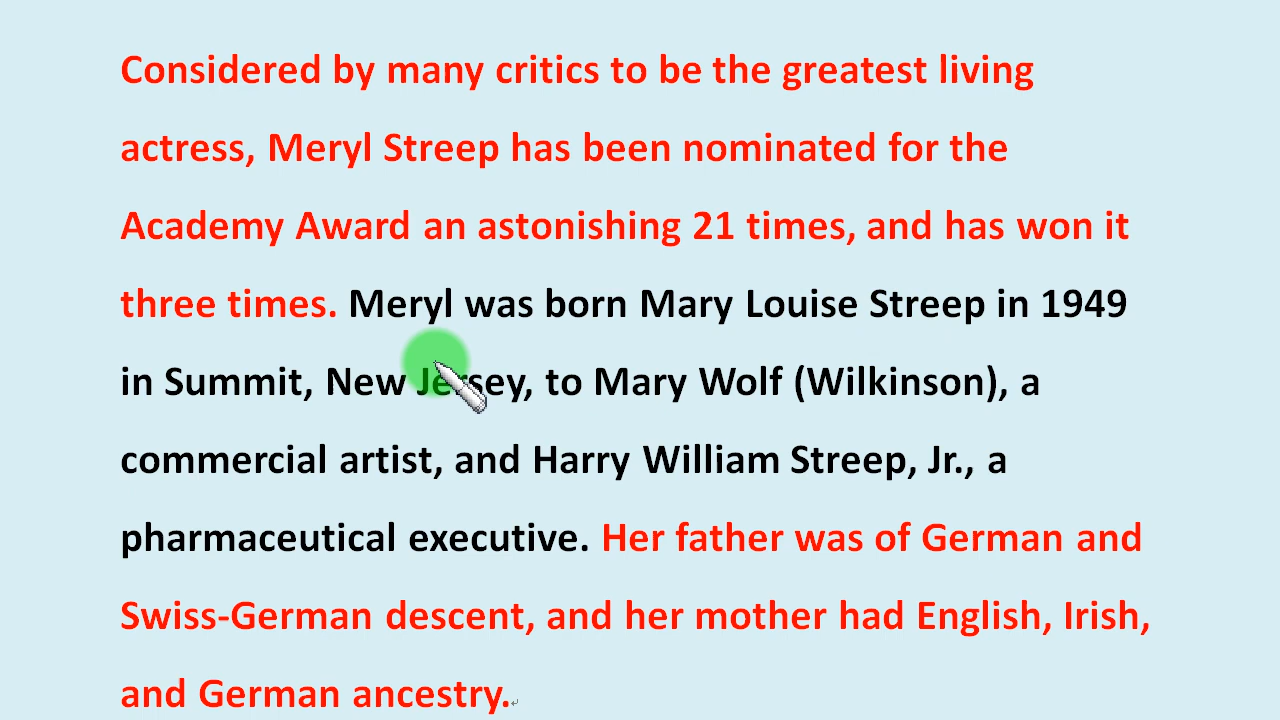 Considered by many critics to be the greatest living
actress, Meryl Streep has been nominated for the
Academy Award an astonishing 21 times, and has won it
three times. Meryl was born Mary Louise Streep in 1949
in Summit, New Jersey, to Mary Wolf (Wilkinson), a
commercial artist, and Harry William Streep, Jr., a
pharmaceutical executive. Her father was of German and
Swiss-German descent, and her mother had English, Irish,
and German ancestry.